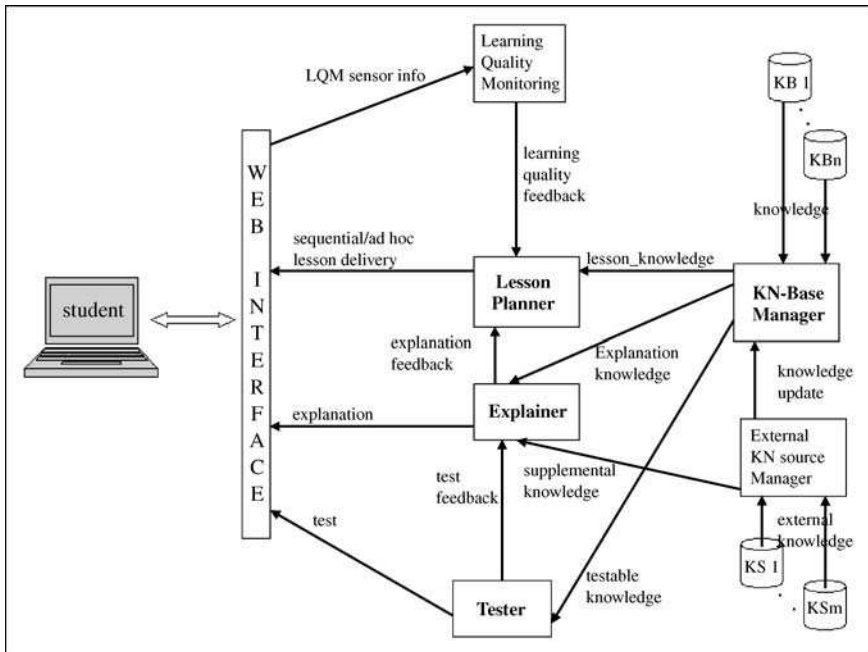 Learning
Quality
Monitoring
LQM sensor info
KB 1
KBn
learning
quality
feedback
knowledge
WEB INTERFACE
sequential/ad hoc
lesson delivery
lesson_knowledge
Lesson
Planner
KN-Base
Manager
student
explanation
feedback
Explanation
knowledge
knowledge
update
explanation
Explainer
External
KN source
Manager
test
feedback
supplemental
knowledge
external
knowledge
test
KS 1
testable
knowledge
Tester
KSm